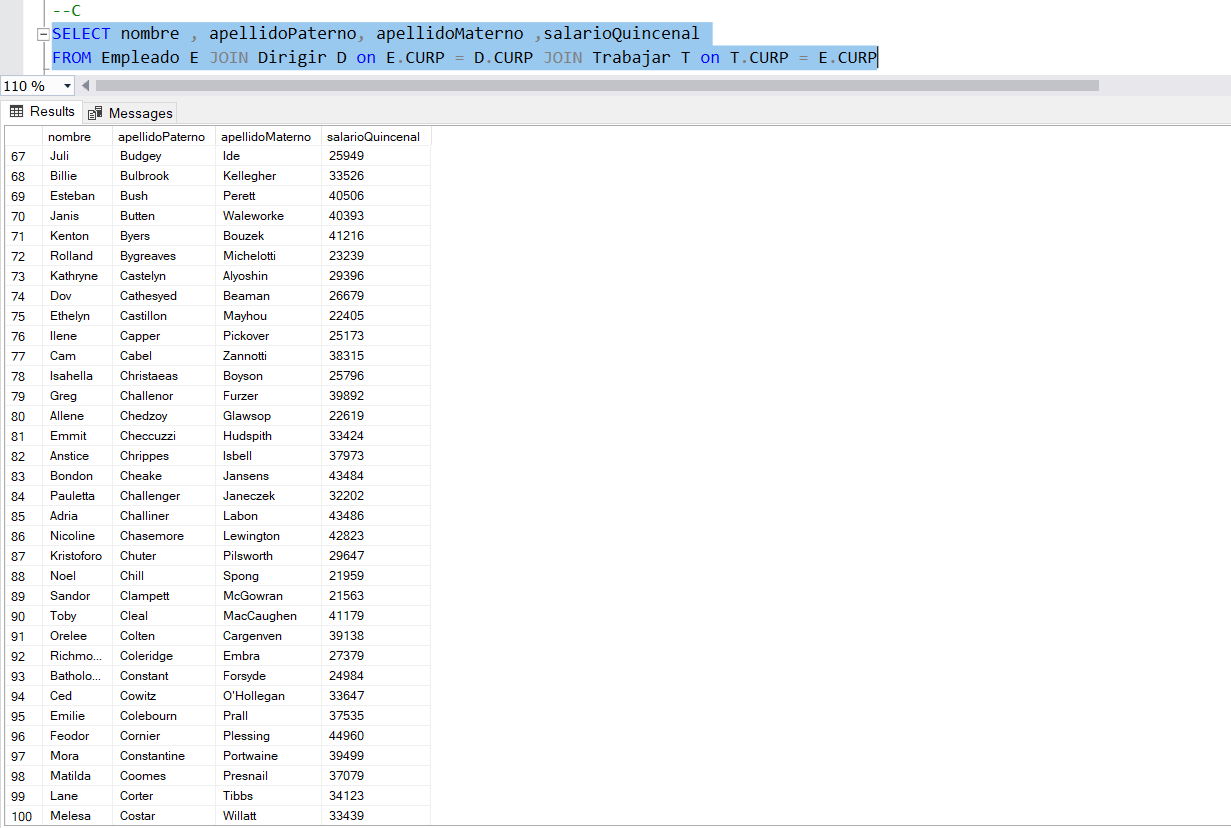 --C
SELECT nombre , apellidoPaterno, apellidoMaterno ,salarioQuincenal
FROM Empleado E JOIN Dirigir D on E.CURP = D.CURP JOIN Trabajar T on T.CURP = E.CURP
110 %
Results Messages
nombre apellidoPaterno apellidoMaterno salarioQuincenal
67 Juli Budgey Ide 25949
68 Billie Bulbrook Kellegher 33526
69 Esteban Bush Perett 40506
70 Janis Butten Waleworke 40393
71 Kenton Byers Bouzek 41216
72 Rolland Bygreaves Michelotti 23239
73 Kathryne Castelyn Alyoshin 29396
74 Dov Cathesyed Beaman 26679
75 Ethelyn Castillon Mayhou 22405
76 Ilene Capper Pickover 25173
77 Cam Cabel Zannotti 38315
78 Isahella Christaeas Boyson 25796
79 Greg Challenor Furzer 39892
80 Allene Chedzoy Glawsop 22619
81 Emmit Checcuzzi Hudspith 33424
82 Anstice Chrippes Isbell 37973
83 Bondon Cheake Jansens 43484
84 Pauletta Challenger Janeczek 32202
85 Adria Challiner Labon 43486
86 Nicoline Chasemore Lewington 42823
87 Kristoforo Chuter Pilsworth 29647
88 Noel Chill Spong 21959
89 Sandor Clampett McGowran 21563
90 Toby Cleal MacCaughen 41179
91 Orelee Colten Cargenven 39138
92 Richmo... Coleridge Embra 27379
93 Batholo... Constant Forsyde 24984
94 Ced Cowitz O'Hollegan 33647
95 Emilie Colebourn Prall 37535
96 Feodor Cornier Plessing 44960
97 Mora Constantine Portwaine 39499
98 Matilda Coomes Presnail 37079
99 Lane Corter Tibbs 34123
100 Melesa Costar Willatt 33439